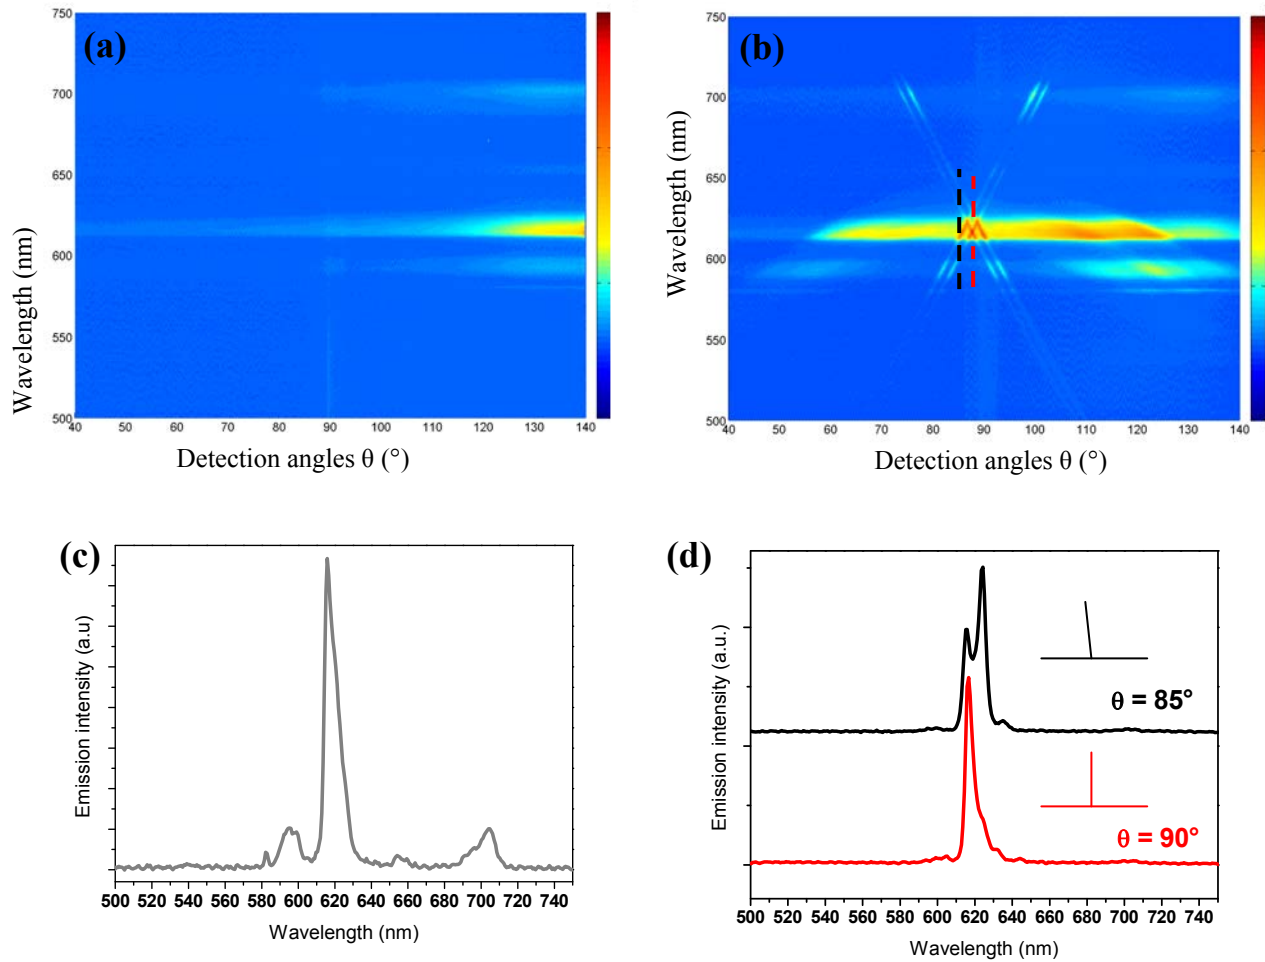 (a)
750
700
650
600
550
500
Wavelength (nm)
40 50 60 70 80 90 100 110 120 130 140
Detection angles θ (°)
(b)
750
700
650
600
550
500
Wavelength (nm)
40 50 60 70 80 90 100 110 120 130 140
Detection angles θ (°)
(c)
Emission intensity (a.u)
500 520 540 560 580 600 620 640 660 680 700 720 740
Wavelength (nm)
(d)
Emission intensity (a.u.)
θ = 85°
θ = 90°
500 520 540 560 580 600 620 640 660 680 700 720 740
Wavelength (nm)